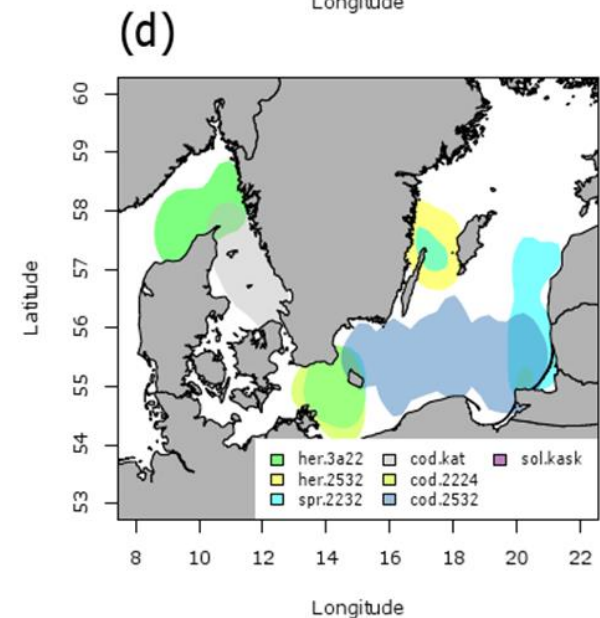 Longitude
(d)
Latitude
60
59
58
57
56
55
54
53
her.3a22 cod.kat sol.kask
her.2532 cod.2224
spr.2232 cod.2532
8 10 12 14 16 18 20 22
Longitude